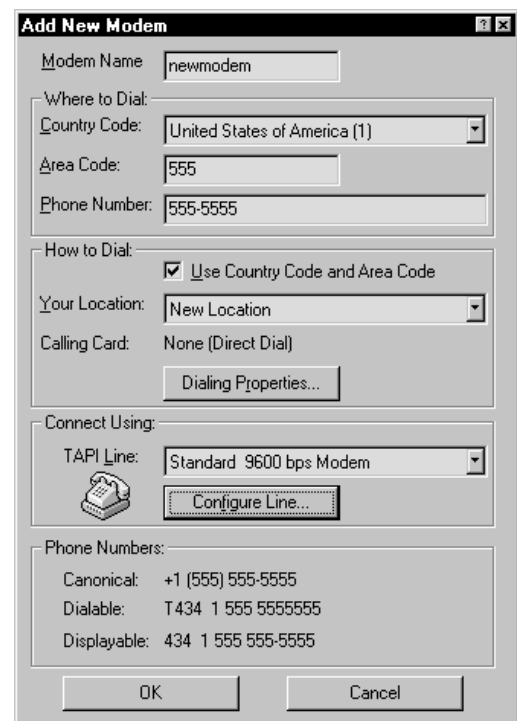 Add New Modem
Modem Name newmodem
Where to Dial:
Country Code: United States of America (1)
Area Code: 555
Phone Number: 555-5555
How to Dial:
Use Country Code and Area Code
Your Location: New Location
Calling Card: None (Direct Dial)
Dialing Properties...
Connect Using:
TAPI Line: Standard 9600 bps Modem
Configure Line...
Phone Numbers:
Canonical: +1 (555) 555-5555
Dialable: T434 1 555 5555555
Displayable: 434 1 555 555-5555
OK Cancel